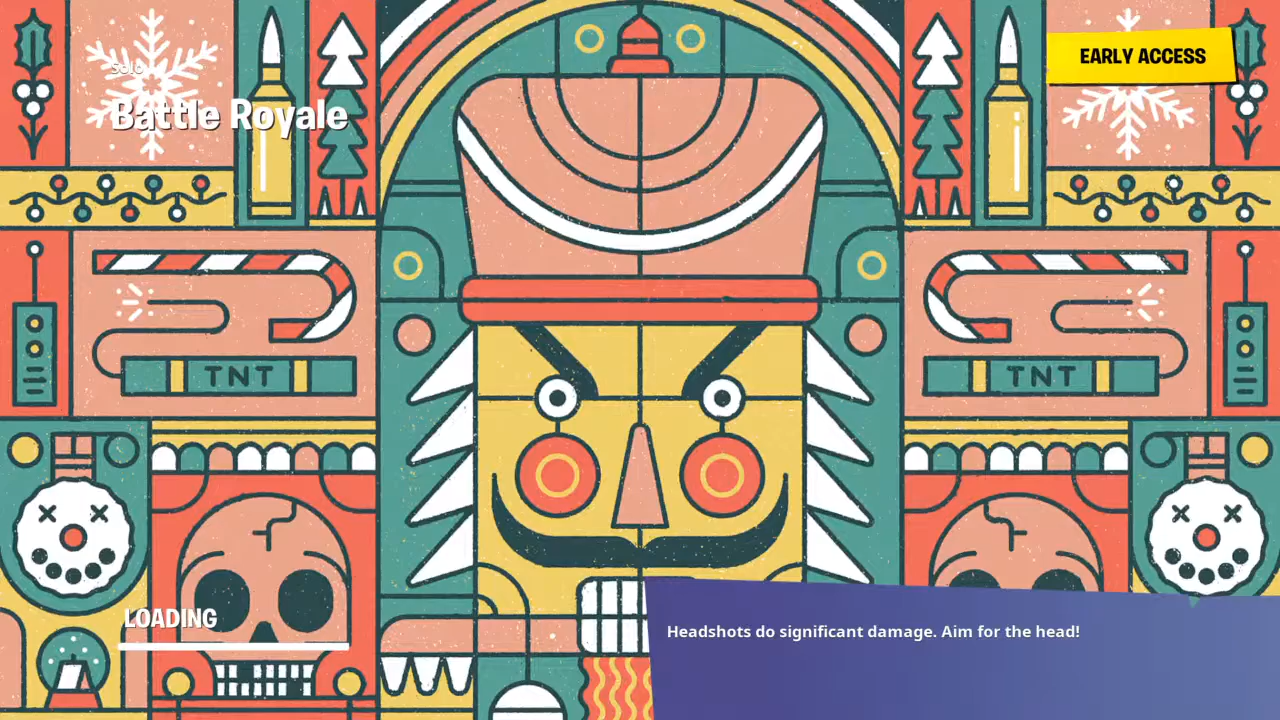 Solo
Battle Royale
EARLY ACCESS
TNT
TNT
LOADING
Headshots do significant damage. Aim for the head!